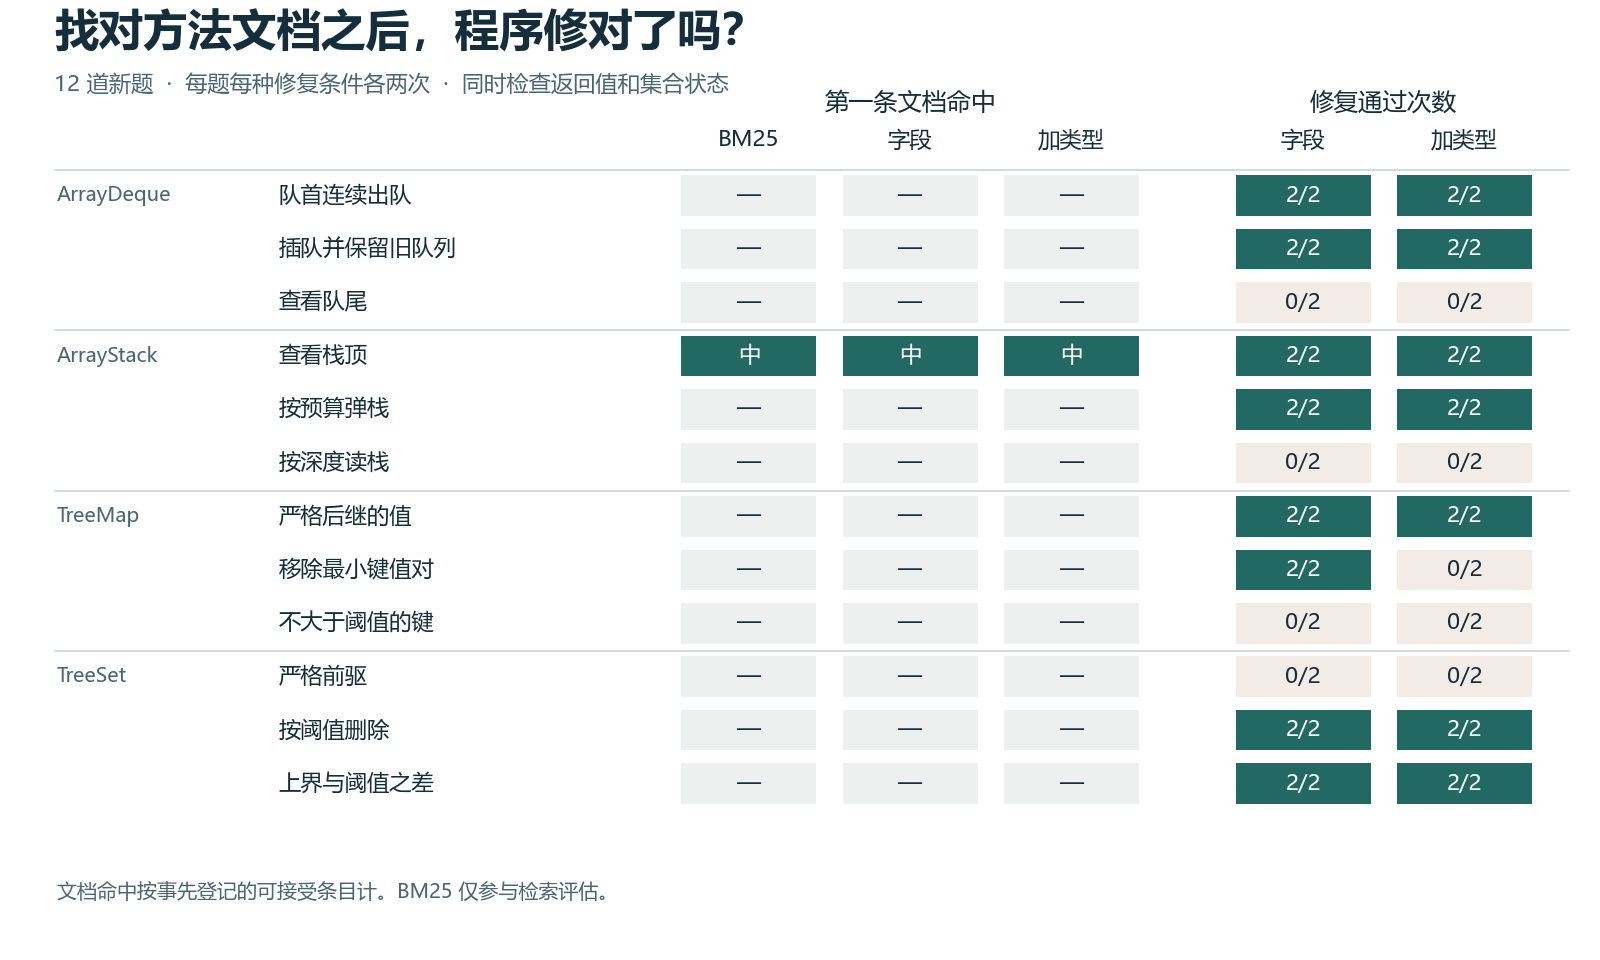 找对方法文档之后，程序修对了吗？
12 道新题 · 每题每种修复条件各两次 · 同时检查返回值和集合状态
第一条文档命中 修复通过次数
BM25 字段 加类型 字段 加类型
ArrayDeque 队首连续出队 — — — 2/2 2/2
插队并保留旧队列 — — — 2/2 2/2
查看队尾 — — — 0/2 0/2
ArrayStack 查看栈顶 中 中 中 2/2 2/2
按预算弹栈 — — — 2/2 2/2
按深度读栈 — — — 0/2 0/2
TreeMap 严格后继的值 — — — 2/2 2/2
移除最小键值对 — — — 2/2 0/2
不大于阈值的键 — — — 0/2 0/2
TreeSet 严格前驱 — — — 0/2 0/2
按阈值删除 — — — 2/2 2/2
上界与阈值之差 — — — 2/2 2/2
文档命中按事先登记的可接受条目计。BM25 仅参与检索评估。